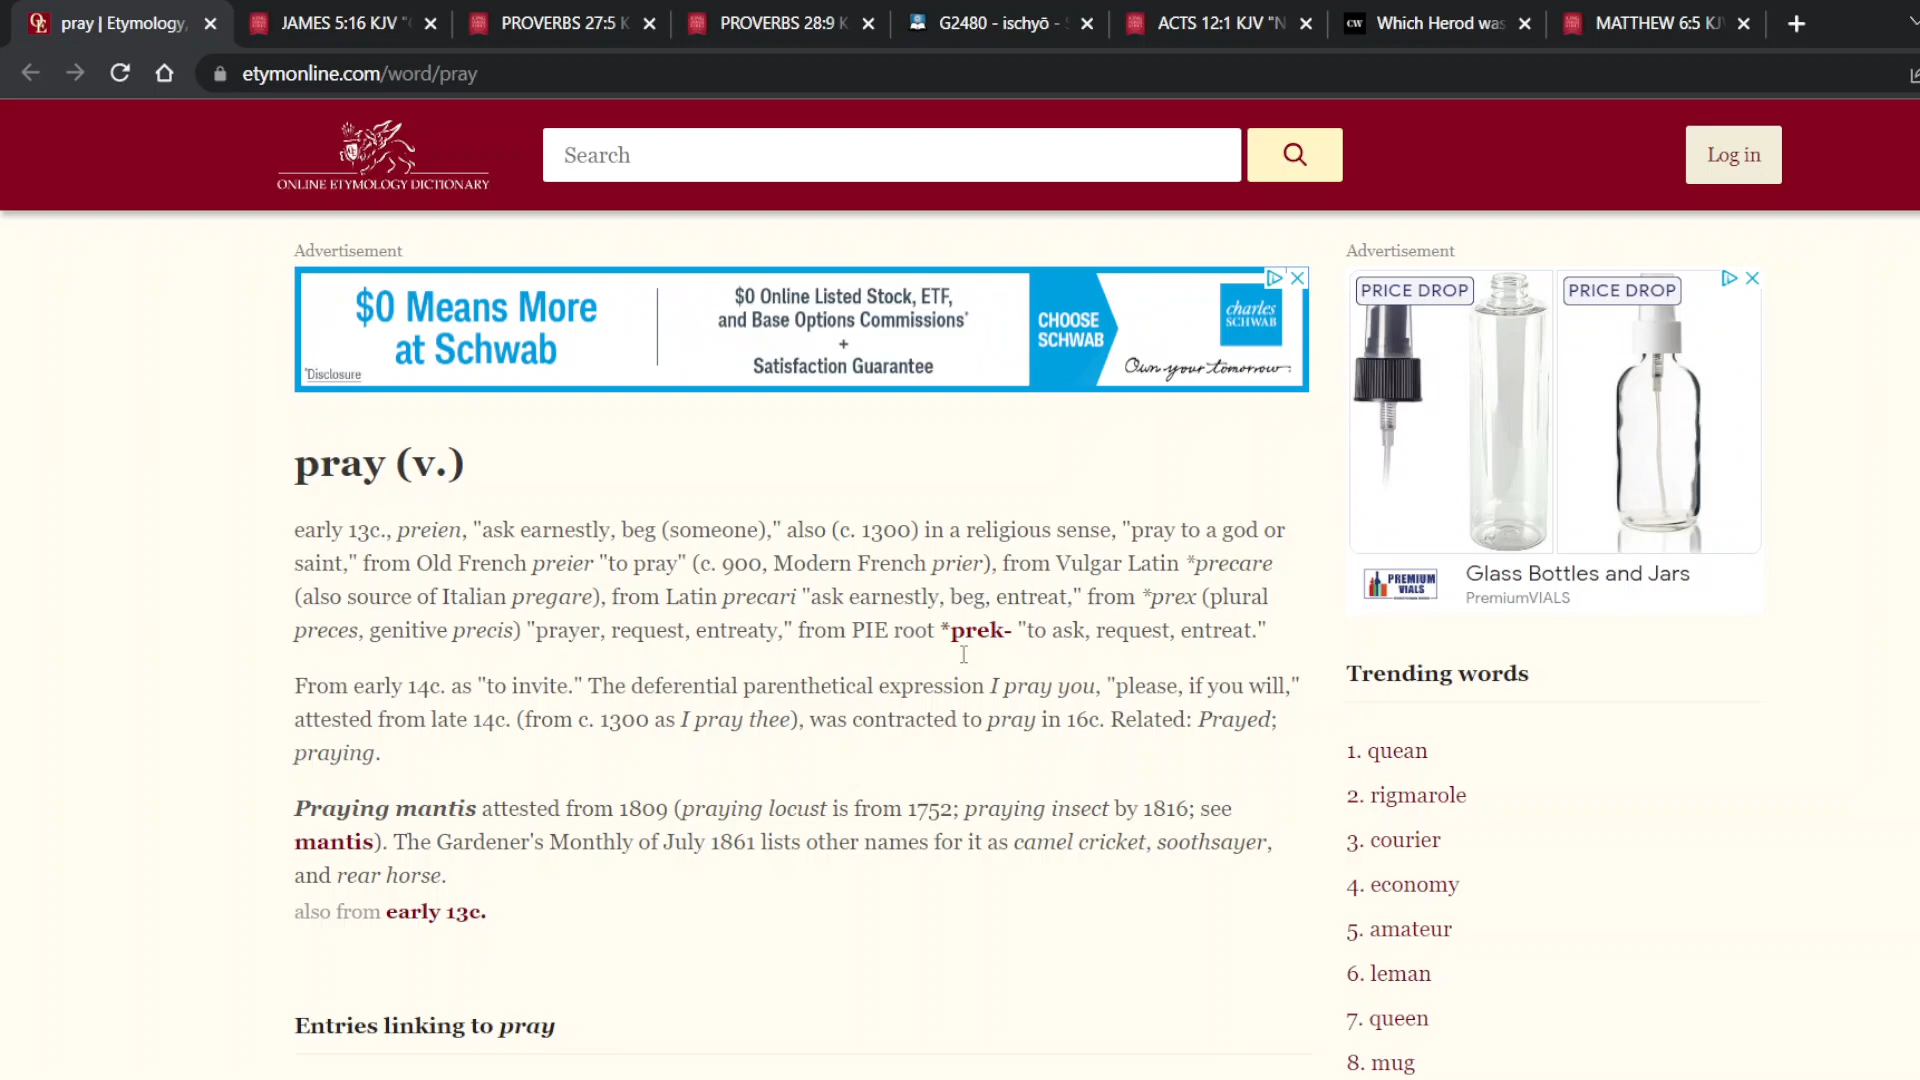 pray | Etymology,
JAMES 5:16 KJV "
PROVERBS 27:5 K
PROVERBS 28:9 K
G2480 - ischyō -
ACTS 12:1 KJV "N
CW Which Herod was
MATTHEW 6:5 KJ
etymonline.com/word/pray
ONLINE ETYMOLOGY DICTIONARY
Search
Log in
Advertisement
$0 Means More
at Schwab
*Disclosure
$0 Online Listed Stock, ETF,
and Base Options Commissions*
+
Satisfaction Guarantee
CHOOSE
SCHWAB
charles
SCHWAB
Own your tomorrow.
Advertisement
PRICE DROP
PRICE DROP
PREMIUM
VIALS
Glass Bottles and Jars
PremiumVIALS
pray (v.)
early 13c., preien, "ask earnestly, beg (someone)," also (c. 1300) in a religious sense, "pray to a god or
saint," from Old French preier "to pray" (c. 900, Modern French prier), from Vulgar Latin *precare
(also source of Italian pregare), from Latin precari "ask earnestly, beg, entreat," from *prex (plural
preces, genitive precis) "prayer, request, entreaty," from PIE root *prek- "to ask, request, entreat."
From early 14c. as "to invite." The deferential parenthetical expression I pray you, "please, if you will,"
attested from late 14c. (from c. 1300 as I pray thee), was contracted to pray in 16c. Related: Prayed;
praying.
Praying mantis attested from 1809 (praying locust is from 1752; praying insect by 1816; see
mantis). The Gardener's Monthly of July 1861 lists other names for it as camel cricket, soothsayer,
and rear horse.
also from early 13c.
Entries linking to pray
Trending words
1. quean
2. rigmarole
3. courier
4. economy
5. amateur
6. leman
7. queen
8. mug